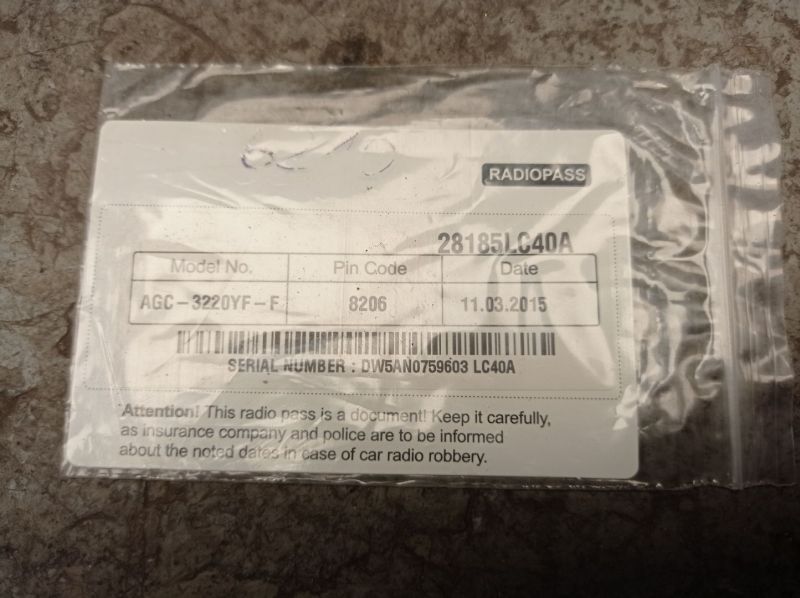 RADIOPASS
28185LC40A
Model No. Pin Code Date
AGC-3220YF-F 8206 11.03.2015
SERIAL NUMBER : DW5AN0759603 LC40A
Attention! This radio pass is a document! Keep it carefully,
as insurance company and police are to be informed
about the noted dates in case of car radio robbery.